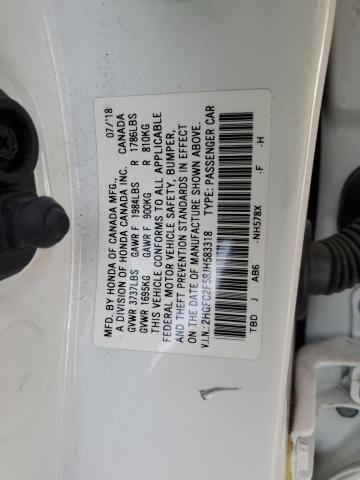 MFD. BY HONDA OF CANADA MFG. 07/'18
A DIVISION OF HONDA CANADA INC. CANADA
GVWR 3737LBS GAWR F 1984LBS R 1786LBS
GVWR 1695KG GAWR F 900KG R 810KG
THIS VEHICLE CONFORMS TO ALL APPLICABLE
FEDERAL MOTOR VEHICLE SAFETY, BUMPER,
AND THEFT PREVENTION STANDARDS IN EFFECT
ON THE DATE OF MANUFACTURE SHOWN ABOVE.
V.I.N.: 2HGFC2F58JH583318 TYPE: PASSENGER CAR
TBD J AB6 -NH578X -F -H